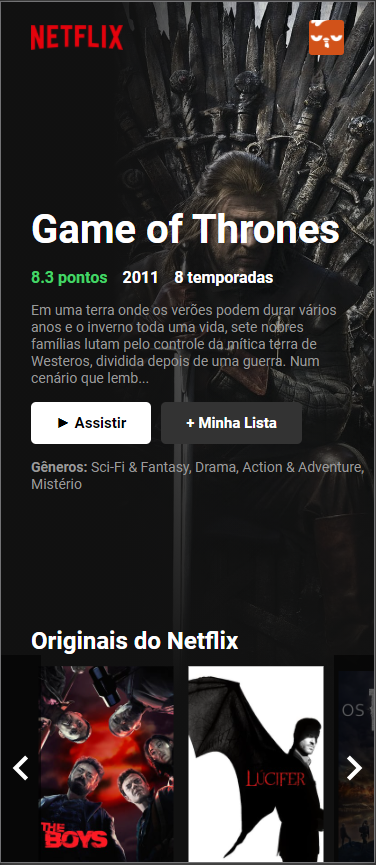 NETFLIX
Game of Thrones
8.3 pontos 2011 8 temporadas
Em uma terra onde os verões podem durar vários
anos e o inverno toda uma vida, sete nobres
famílias lutam pelo controle da mítica terra de
Westeros, dividida depois de uma guerra. Num
cenário que lemb...
► Assistir + Minha Lista
Gêneros: Sci-Fi & Fantasy, Drama, Action & Adventure,
Mistério
Originais do Netflix
THE
BOYS
LUCIFER
OS